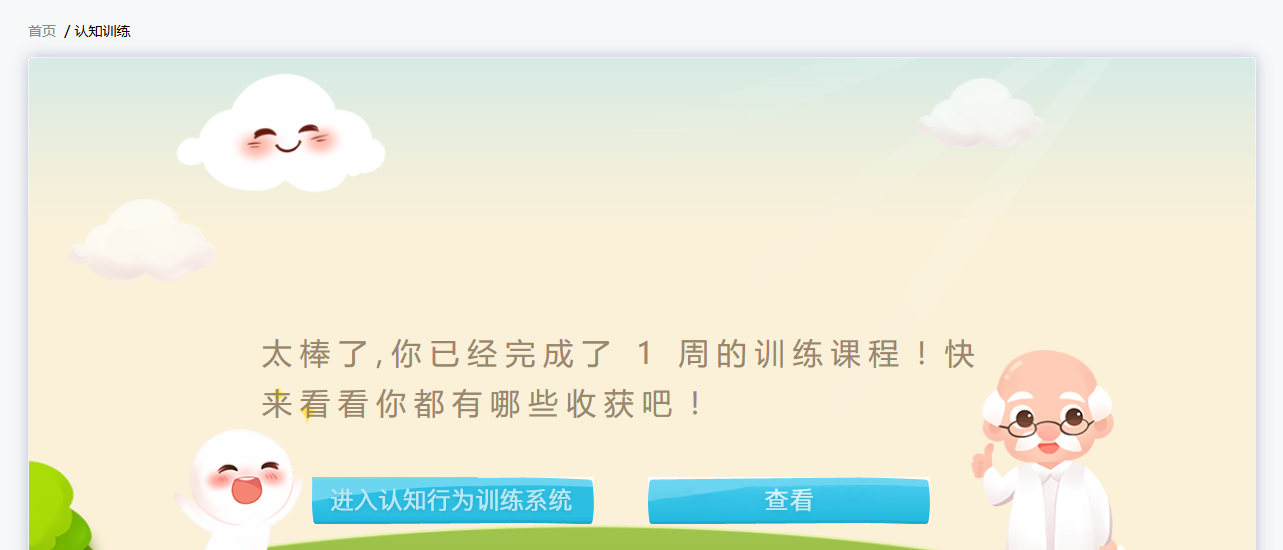 首页 / 认知训练
太棒了,你已经完成了 1 周的训练课程！快
来看看你都有哪些收获吧！
进入认知行为训练系统 查看